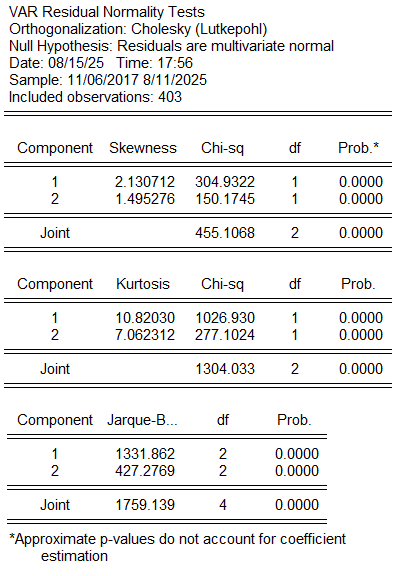 VAR Residual Normality Tests
Orthogonalization: Cholesky (Lutkepohl)
Null Hypothesis: Residuals are multivariate normal
Date: 08/15/25 Time: 17:56
Sample: 11/06/2017 8/11/2025
Included observations: 403
Component Skewness Chi-sq df Prob.*
1 2.130712 304.9322 1 0.0000
2 1.495276 150.1745 1 0.0000
Joint 455.1068 2 0.0000
Component Kurtosis Chi-sq df Prob.
1 10.82030 1026.930 1 0.0000
2 7.062312 277.1024 1 0.0000
Joint 1304.033 2 0.0000
Component Jarque-B... df Prob.
1 1331.862 2 0.0000
2 427.2769 2 0.0000
Joint 1759.139 4 0.0000
*Approximate p-values do not account for coefficient
estimation